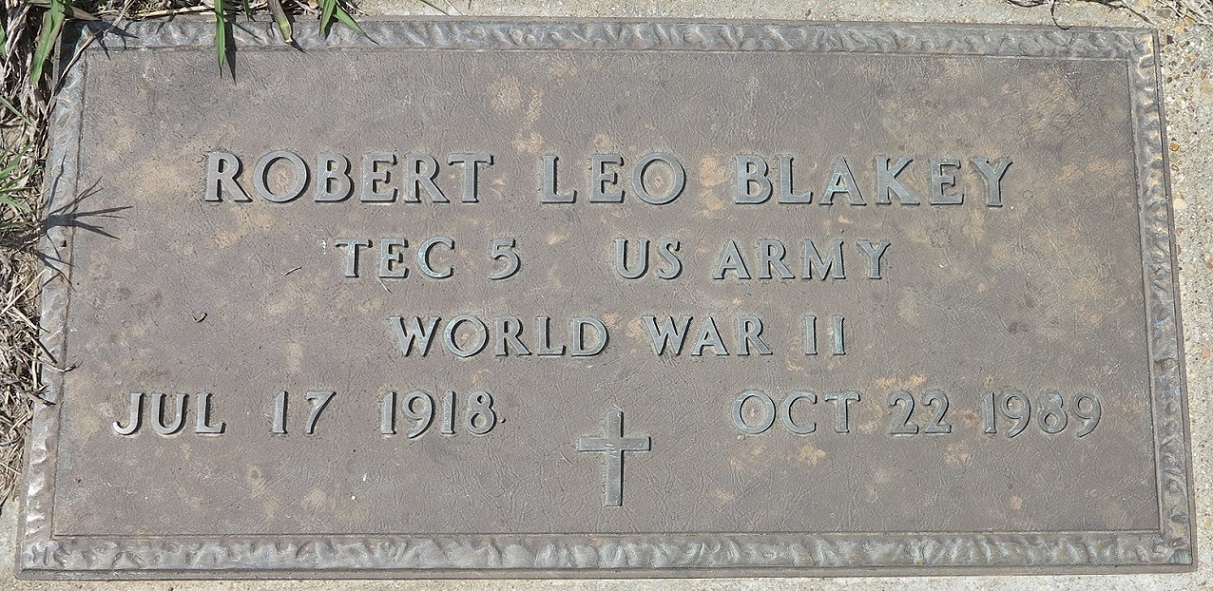 ROBERT LEO BLAKEY
TEC 5 US ARMY
WORLD WAR II
JUL 17 1918 OCT 22 1989